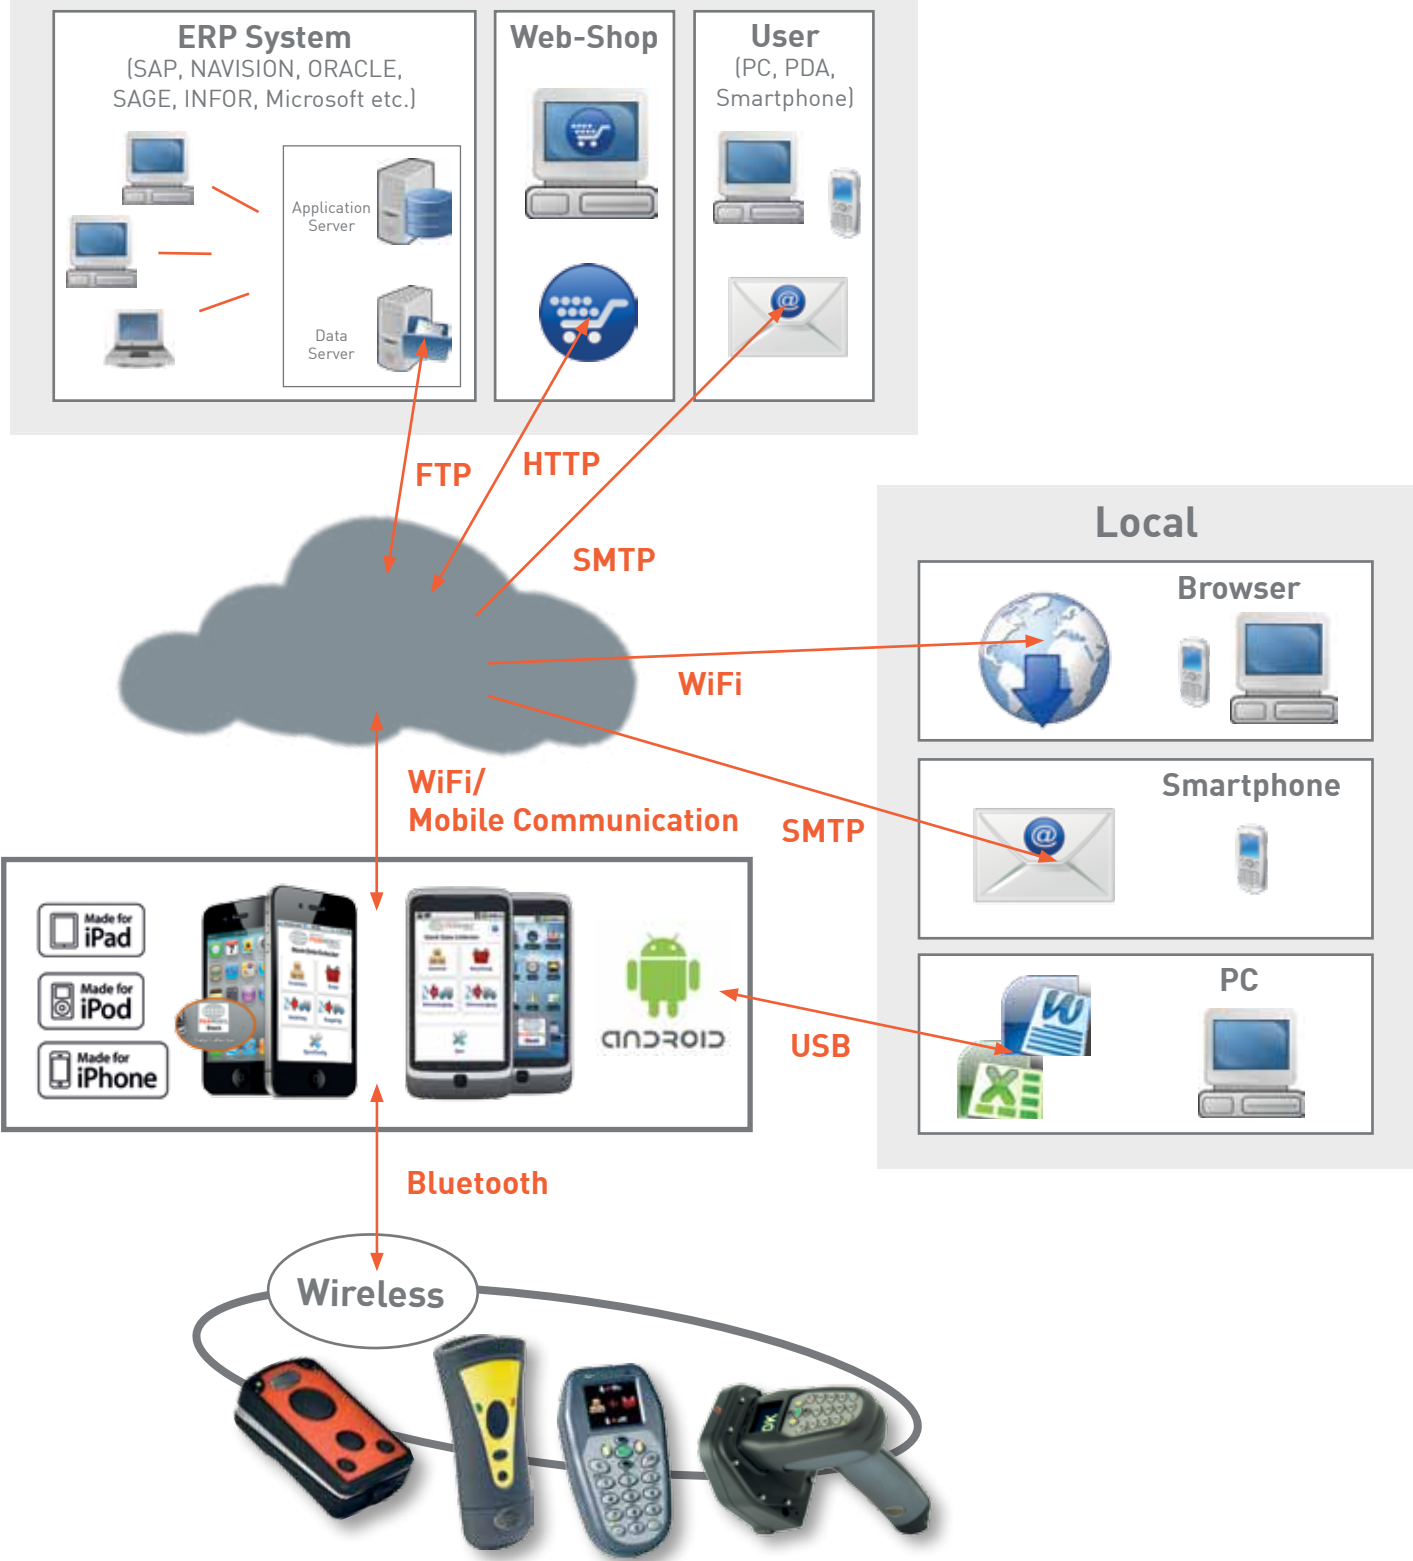 ERP System
(SAP, NAVISION, ORACLE,
SAGE, INFOR, Microsoft etc.)
Application
Server
Data
Server
Web-Shop
User
(PC, PDA,
Smartphone)
@
FTP
HTTP
SMTP
Local
Browser
WiFi
Smartphone
@
SMTP
WiFi/
Mobile Communication
PC
W
X
USB
Made for
iPad
Made for
iPod
Made for
iPhone
ANDROID
Bluetooth
Wireless
OK